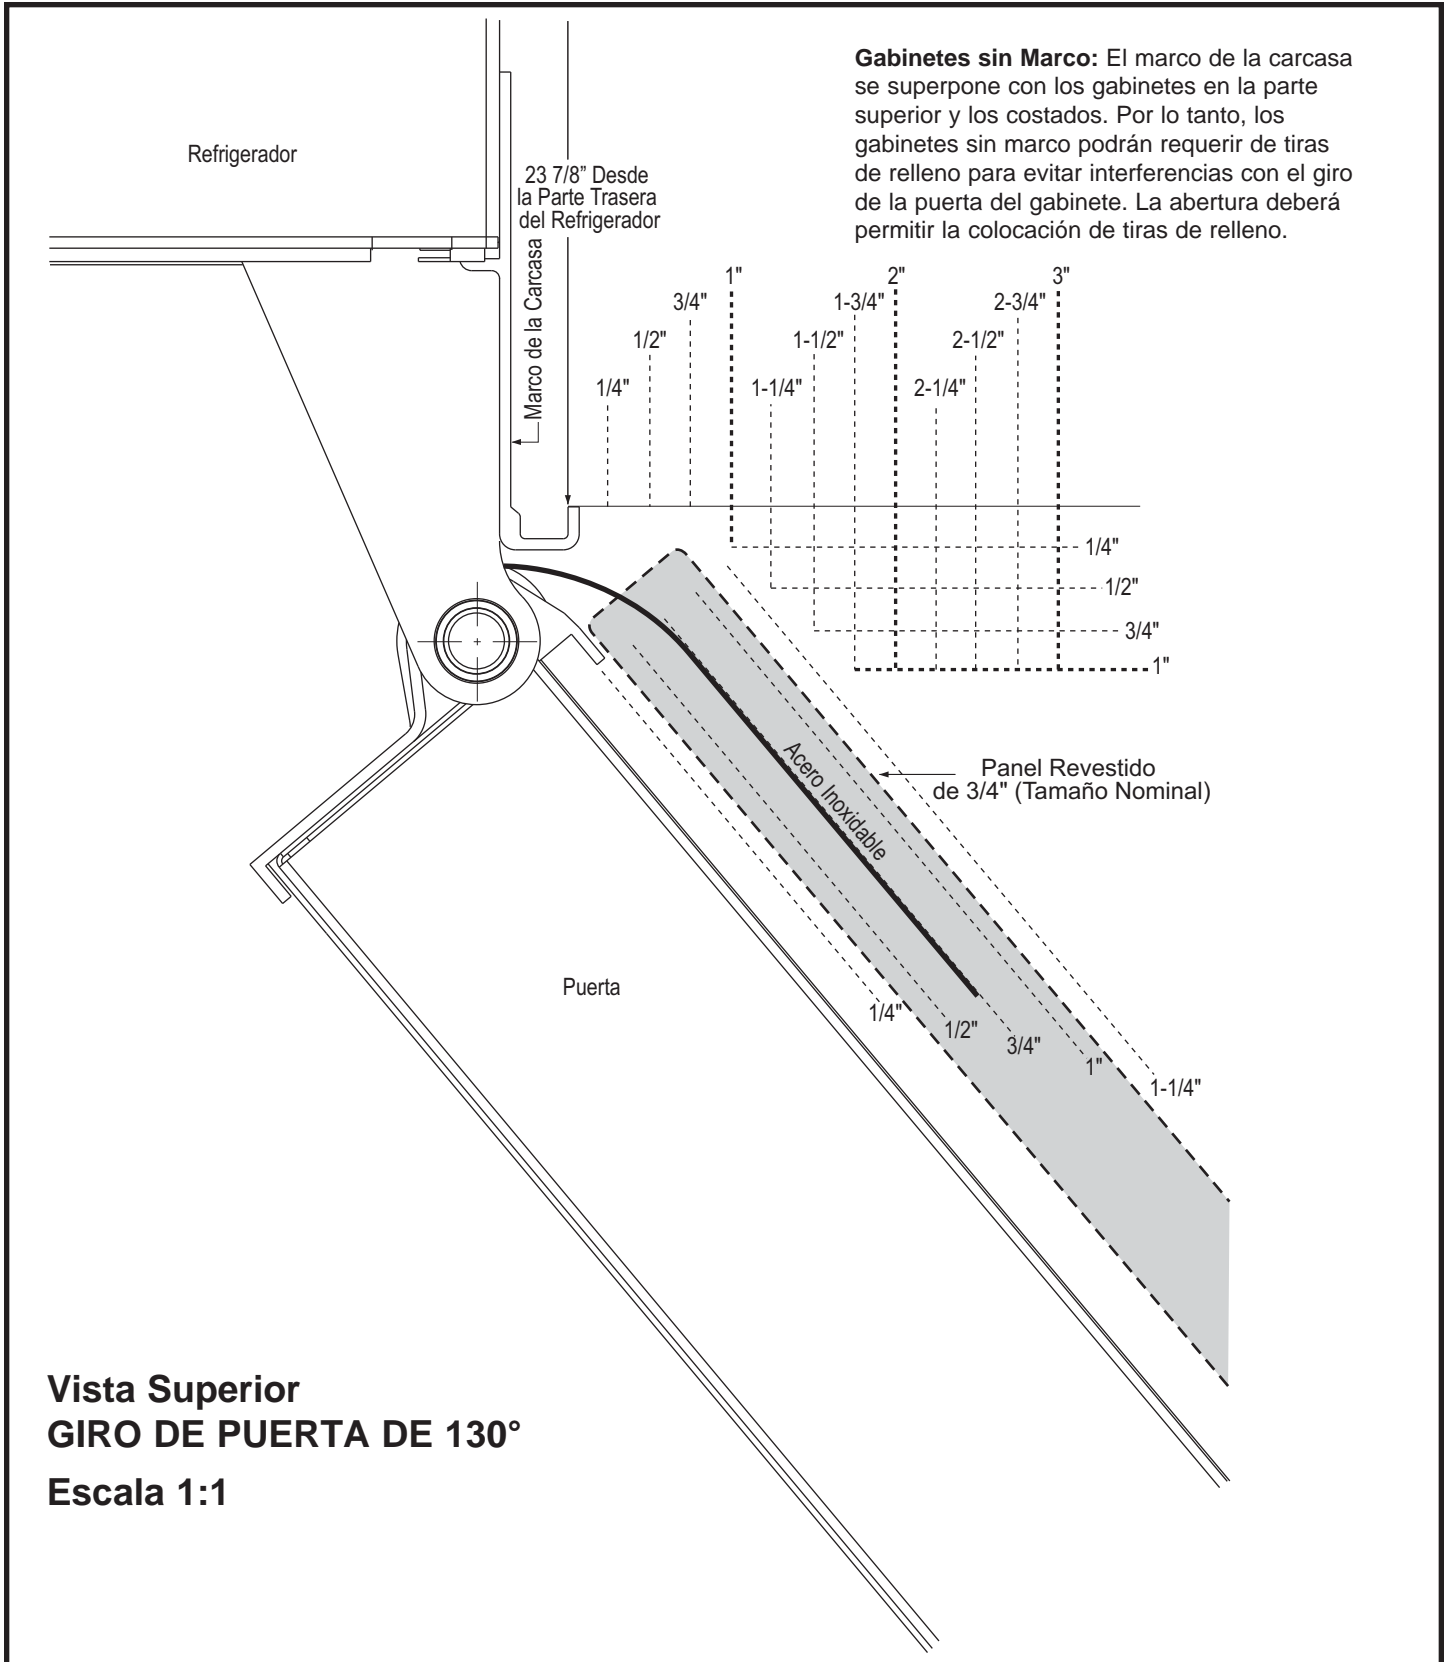 Gabinetes sin Marco: El marco de la carcasa
se superpone con los gabinetes en la parte
superior y los costados. Por lo tanto, los
gabinetes sin marco podrán requerir de tiras
de relleno para evitar interferencias con el giro
de la puerta del gabinete. La abertura deberá
permitir la colocación de tiras de relleno.
Refrigerador
23 7/8” Desde
la Parte Trasera
del Refrigerador
Marco de la Carcasa
1/4"
1/2"
3/4"
1"
1-1/4"
1-1/2"
1-3/4"
2"
2-1/4"
2-1/2"
2-3/4"
3"
1/4"
1/2"
3/4"
1"
Panel Revestido
de 3/4" (Tamaño Nominal)
Acero Inoxidable
Puerta
1/4"
1/2"
3/4"
1"
1-1/4"
Vista Superior
GIRO DE PUERTA DE 130°
Escala 1:1